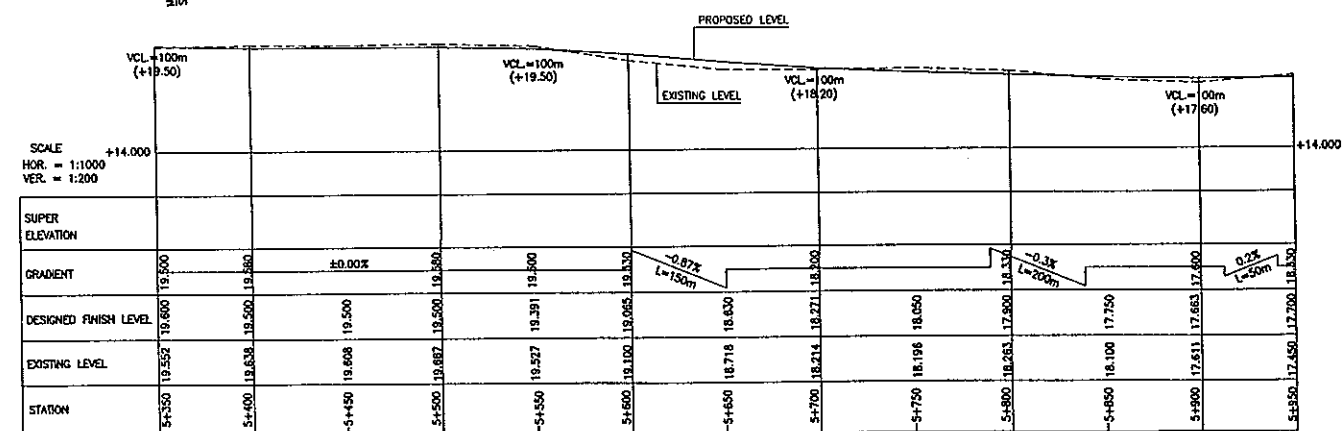 PROPOSED LEVEL
VCL.=100m
(+19.50)
VCL.=100m
(+19.50)
VCL.=100m
(+18.20)
VCL.=100m
(+17.60)
EXISTING LEVEL
SCALE
HOR. = 1:1000
VER. = 1:200
+14.000
+14.000
SUPER
ELEVATION
GRADIENT
19.500 19.580 ±0.00% 19.580 19.500 19.530 -0.87% L=150m 18.200 18.330 -0.3% L=200m 17.600 0.2% L=50m 18.330
DESIGNED FINISH LEVEL
19.600 19.500 19.500 19.500 19.391 19.065 18.630 18.271 18.050 17.900 17.750 17.663 17.700
EXISTING LEVEL
19.552 19.638 19.608 19.687 19.527 19.100 18.718 18.214 18.196 18.263 18.100 17.611 17.450
STATION
5+350 5+400 5+450 5+500 5+550 5+600 5+650 5+700 5+750 5+800 5+850 5+900 5+950